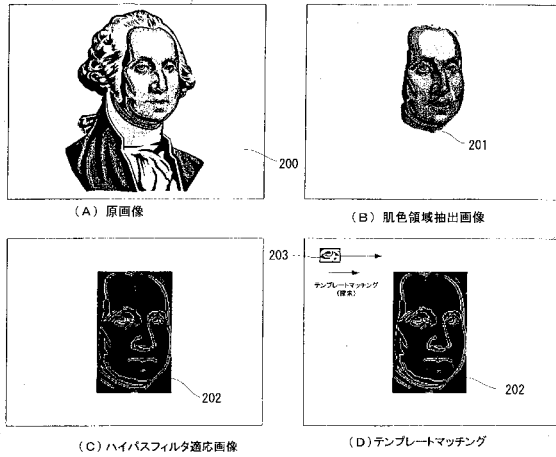 200
(A) 原画像
201
(B) 肌色領域抽出画像
202
(C) ハイパスフィルタ適応画像
203
テンプレートマッチング
(探索)
202
(D)テンプレートマッチング